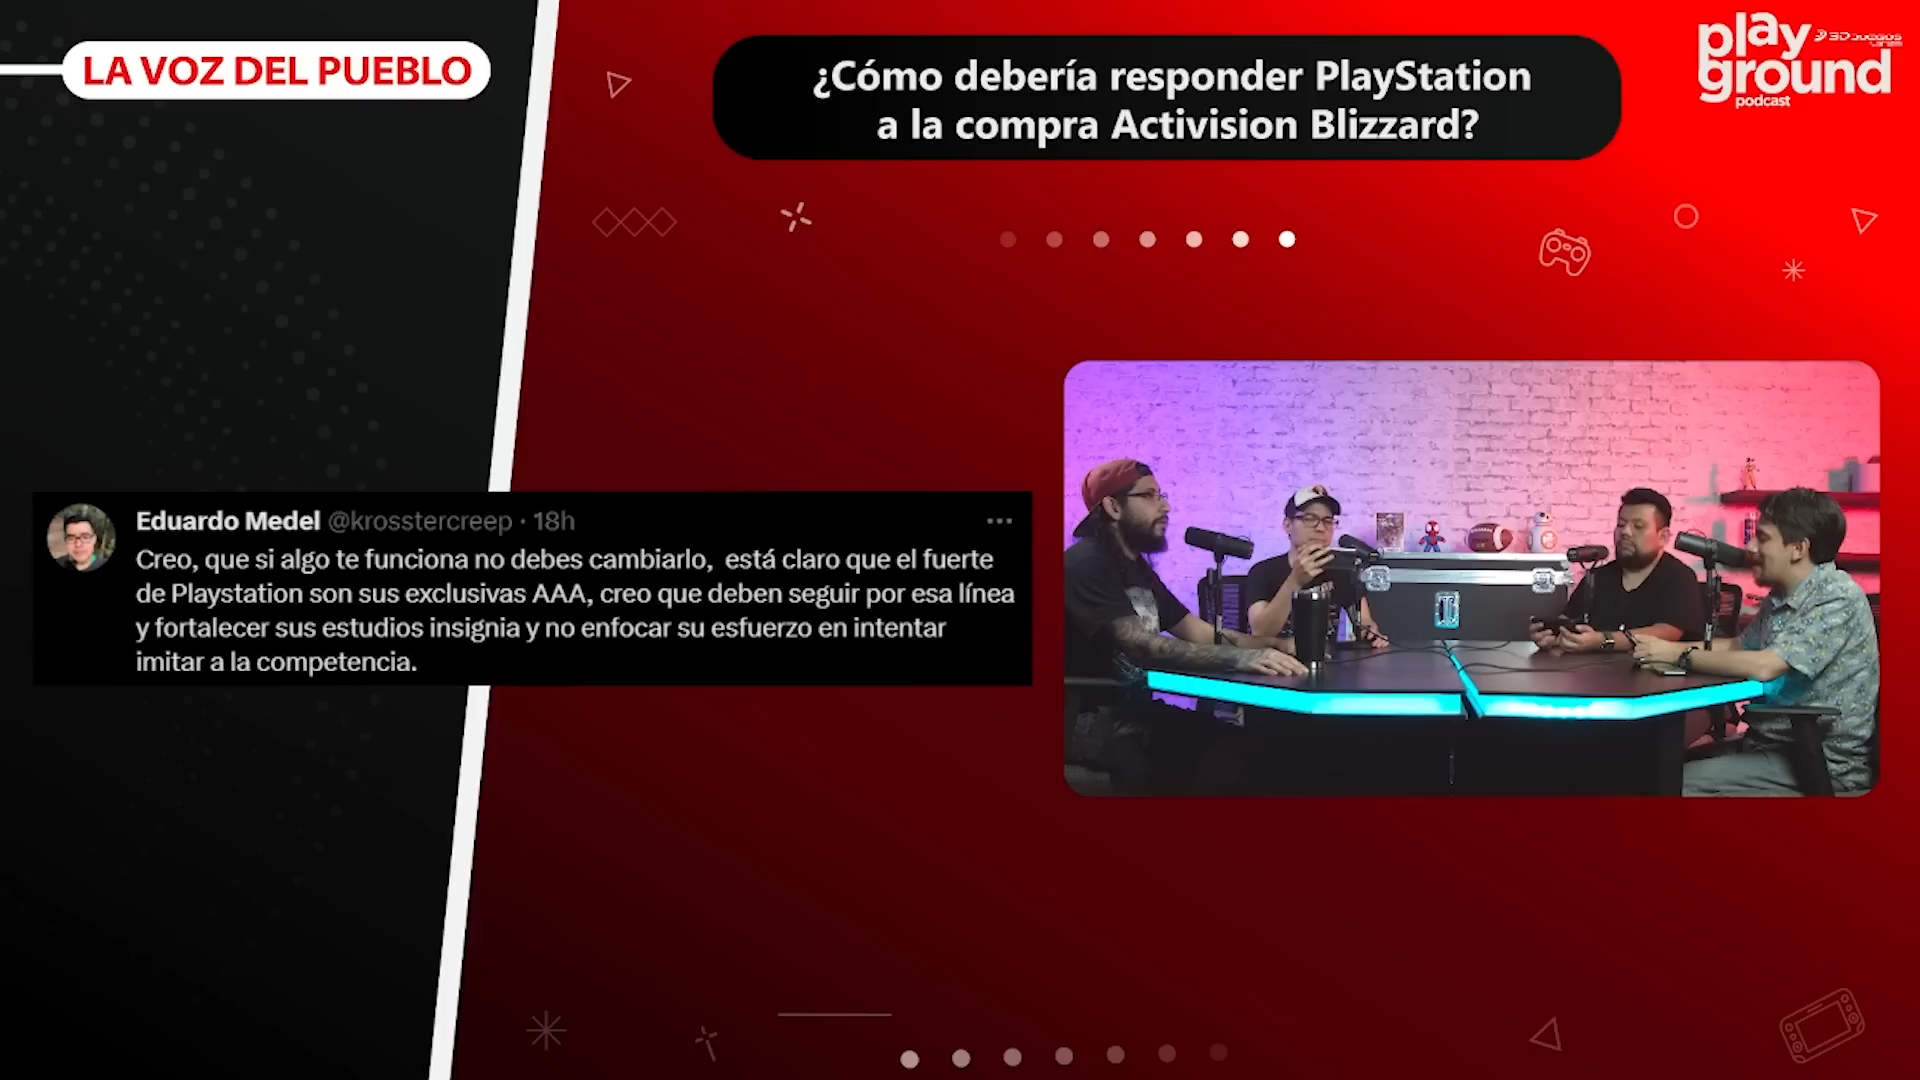 LA VOZ DEL PUEBLO
¿Cómo debería responder PlayStation
a la compra Activision Blizzard?
play
3DJUEGOS
ground
podcast
Eduardo Medel @krosstercreep · 18h
Creo, que si algo te funciona no debes cambiarlo, está claro que el fuerte
de Playstation son sus exclusivas AAA, creo que deben seguir por esa línea
y fortalecer sus estudios insignia y no enfocar su esfuerzo en intentar
imitar a la competencia.